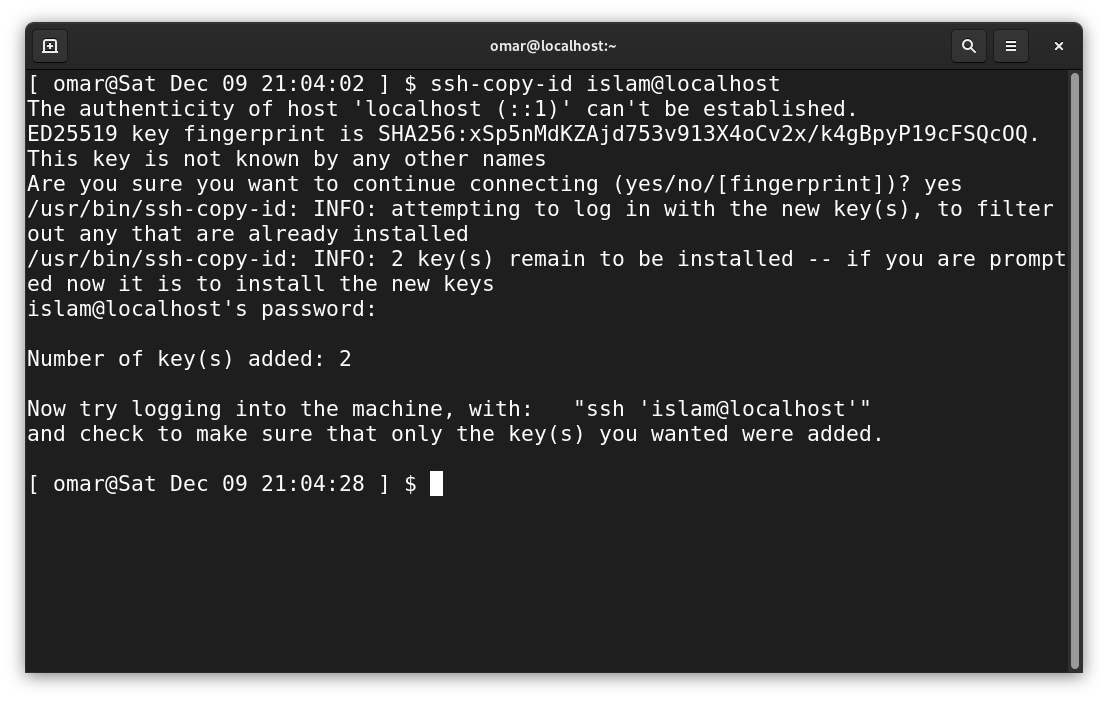 omar@localhost:~
[ omar@Sat Dec 09 21:04:02 ] $ ssh-copy-id islam@localhost
The authenticity of host 'localhost (::1)' can't be established.
ED25519 key fingerprint is SHA256:xSp5nMdKZAjd753v913X4oCv2x/k4gBpyP19cFSQcOQ.
This key is not known by any other names
Are you sure you want to continue connecting (yes/no/[fingerprint])? yes
/usr/bin/ssh-copy-id: INFO: attempting to log in with the new key(s), to filter
out any that are already installed
/usr/bin/ssh-copy-id: INFO: 2 key(s) remain to be installed -- if you are prompt
ed now it is to install the new keys
islam@localhost's password:
Number of key(s) added: 2
Now try logging into the machine, with:   "ssh 'islam@localhost'"
and check to make sure that only the key(s) you wanted were added.
[ omar@Sat Dec 09 21:04:28 ] $